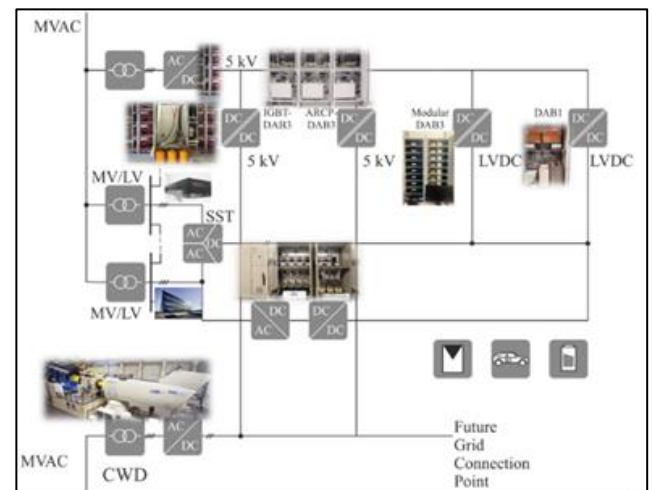 MVAC
AC
DC
5 kV
IGBT-
DAB3
ARCP-
DAB3
Modular
DAB3
DAB1
DC
DC
DC
DC
DC
DC
DC
DC
5 kV
5 kV
LVDC
LVDC
MV/LV
SST
AC
AC
DC
MV/LV
DC
AC
DC
DC
AC
DC
MVAC
CWD
Future
Grid
Connection
Point